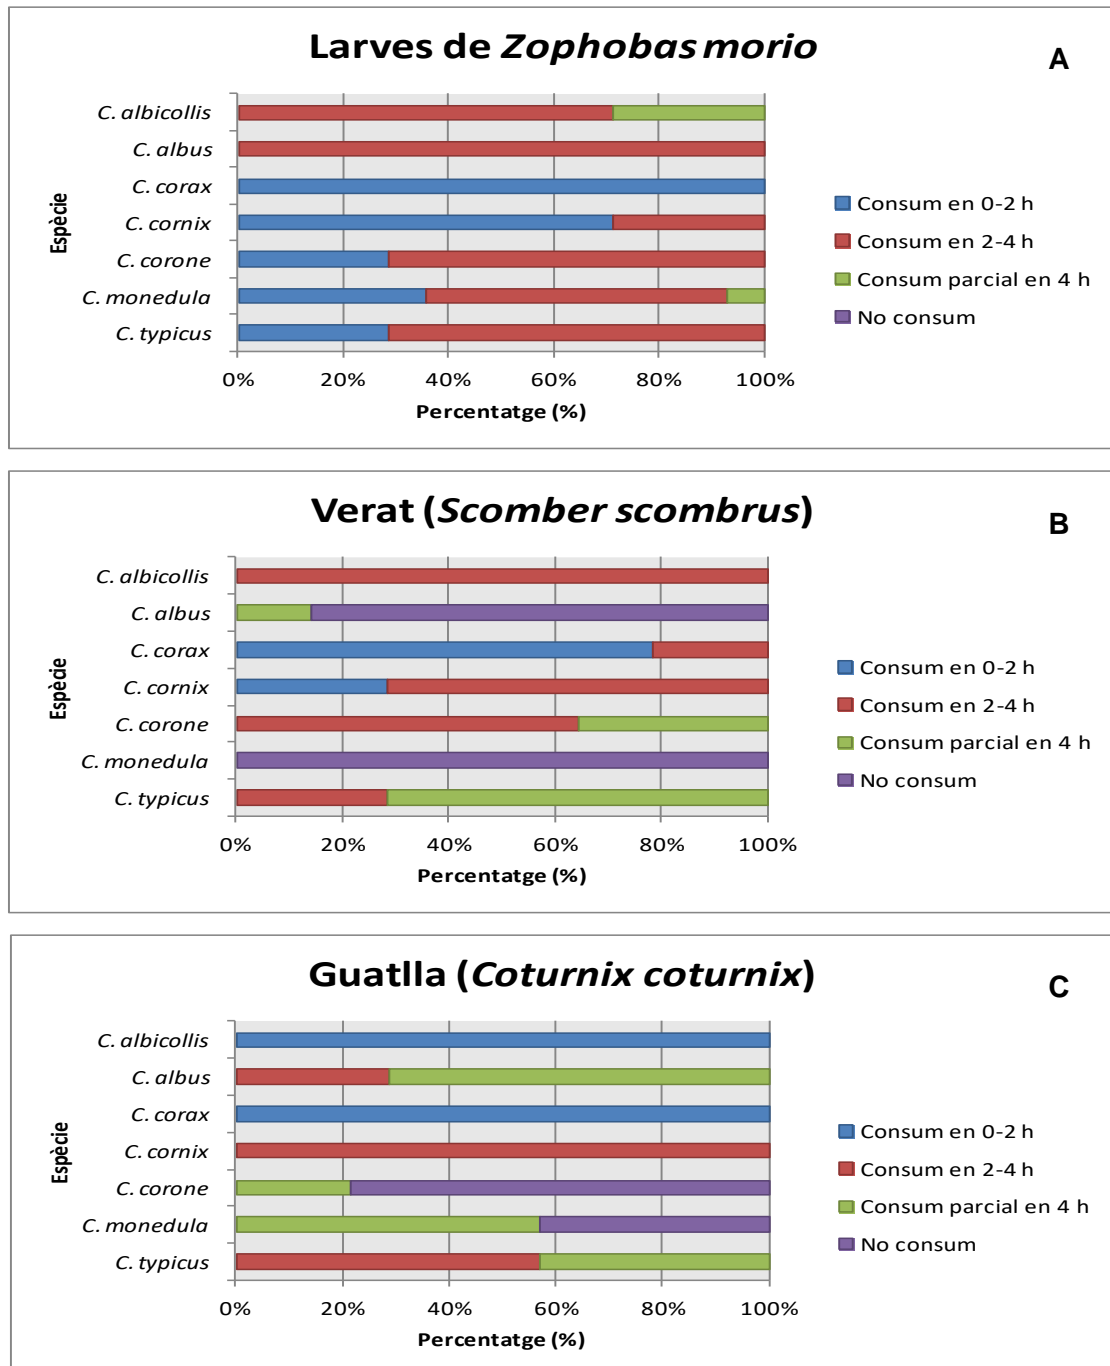 Larves de Zophobas morio
A
Espècie
C. albicollis
C. albus
C. corax
C. cornix
C. corone
C. monedula
C. typicus
0% 20% 40% 60% 80% 100%
Percentatge (%)
Consum en 0-2 h
Consum en 2-4 h
Consum parcial en 4 h
No consum
Verat (Scomber scombrus)
B
Espècie
C. albicollis
C. albus
C. corax
C. cornix
C. corone
C. monedula
C. typicus
0% 20% 40% 60% 80% 100%
Percentatge (%)
Consum en 0-2 h
Consum en 2-4 h
Consum parcial en 4 h
No consum
Guatlla (Coturnix coturnix)
C
Espècie
C. albicollis
C. albus
C. corax
C. cornix
C. corone
C. monedula
C. typicus
0% 20% 40% 60% 80% 100%
Percentatge (%)
Consum en 0-2 h
Consum en 2-4 h
Consum parcial en 4 h
No consum